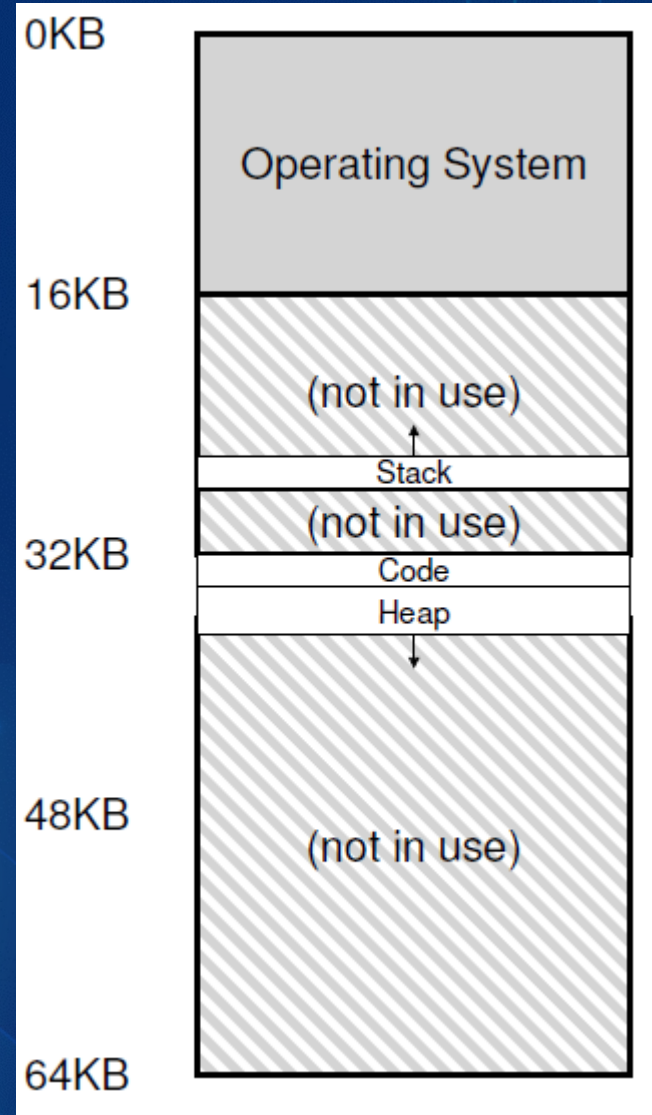 0KB
Operating System
16KB
(not in use)
Stack
(not in use)
32KB
Code
Heap
48KB
(not in use)
64KB